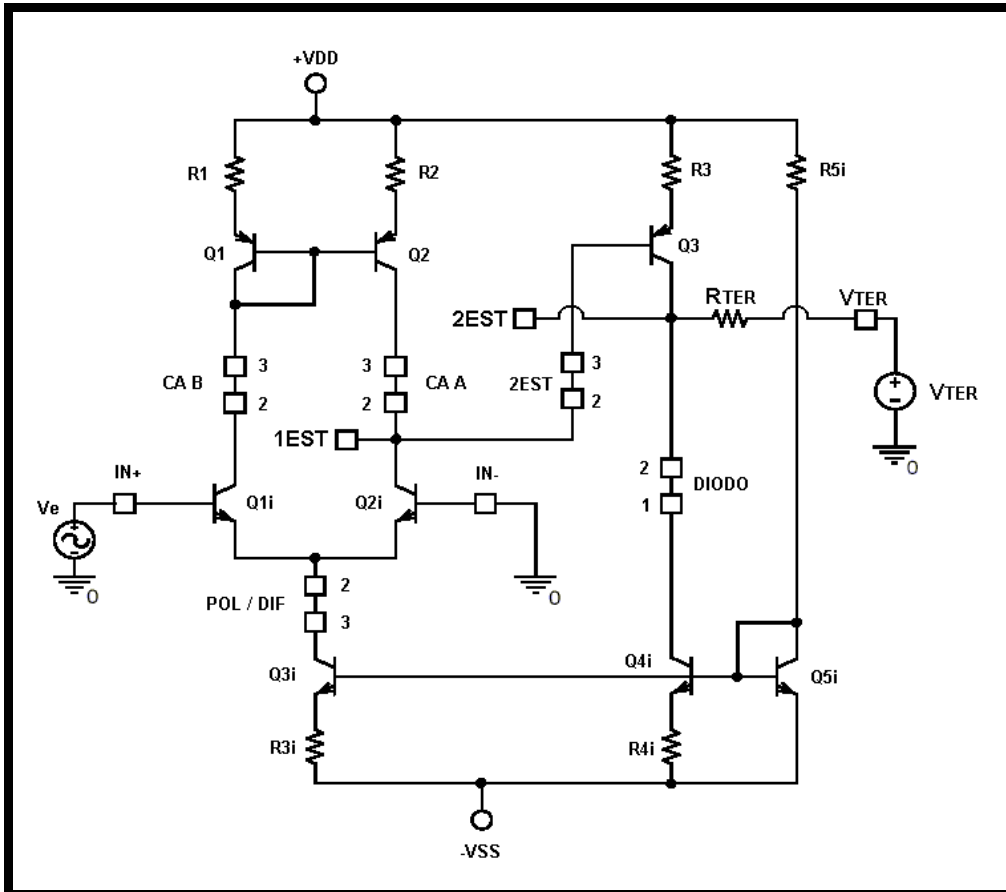 +VDD
R1
R2
R3
R5i
Q1
Q2
Q3
2EST
RTER
VTER
3
CA B
2
3
CA A
2
2EST
3
2
+
-
VTER
0
1EST
IN+
Q1i
Q2i
IN-
2
DIODO
1
Ve
+
-
0
0
POL / DIF
2
3
Q3i
Q4i
Q5i
R3i
R4i
-VSS